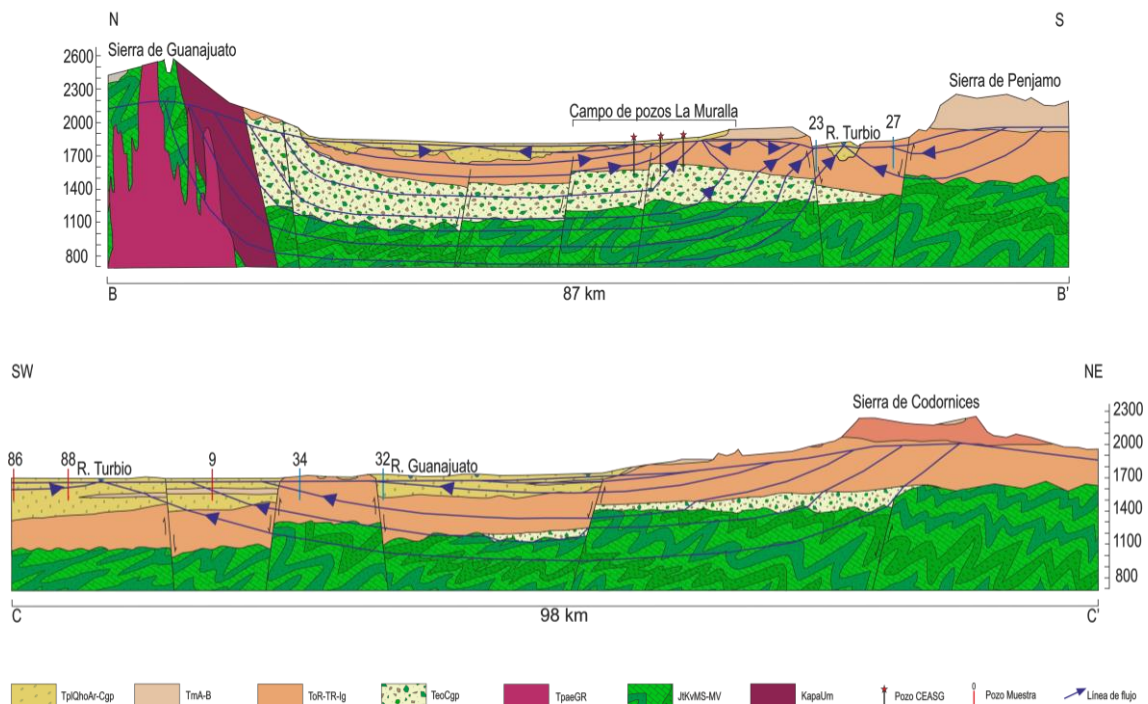 N
S
Sierra de Guanajuato
Sierra de Penjamo
Campo de pozos La Muralla
23
R. Turbio
27
2600
2300
2000
1700
1400
1100
800
B
87 km
B'
SW
NE
Sierra de Codornices
86
88
R. Turbio
9
34
32
R. Guanajuato
2300
2000
1700
1400
1100
800
C
98 km
C'
TplQhoAr-Cgp
TmA-B
ToR-TR-Ig
TeoCgp
TpaeGR
JtKvMS-MV
KapaUm
Pozo CEASG
0
Pozo Muestra
Línea de flujo